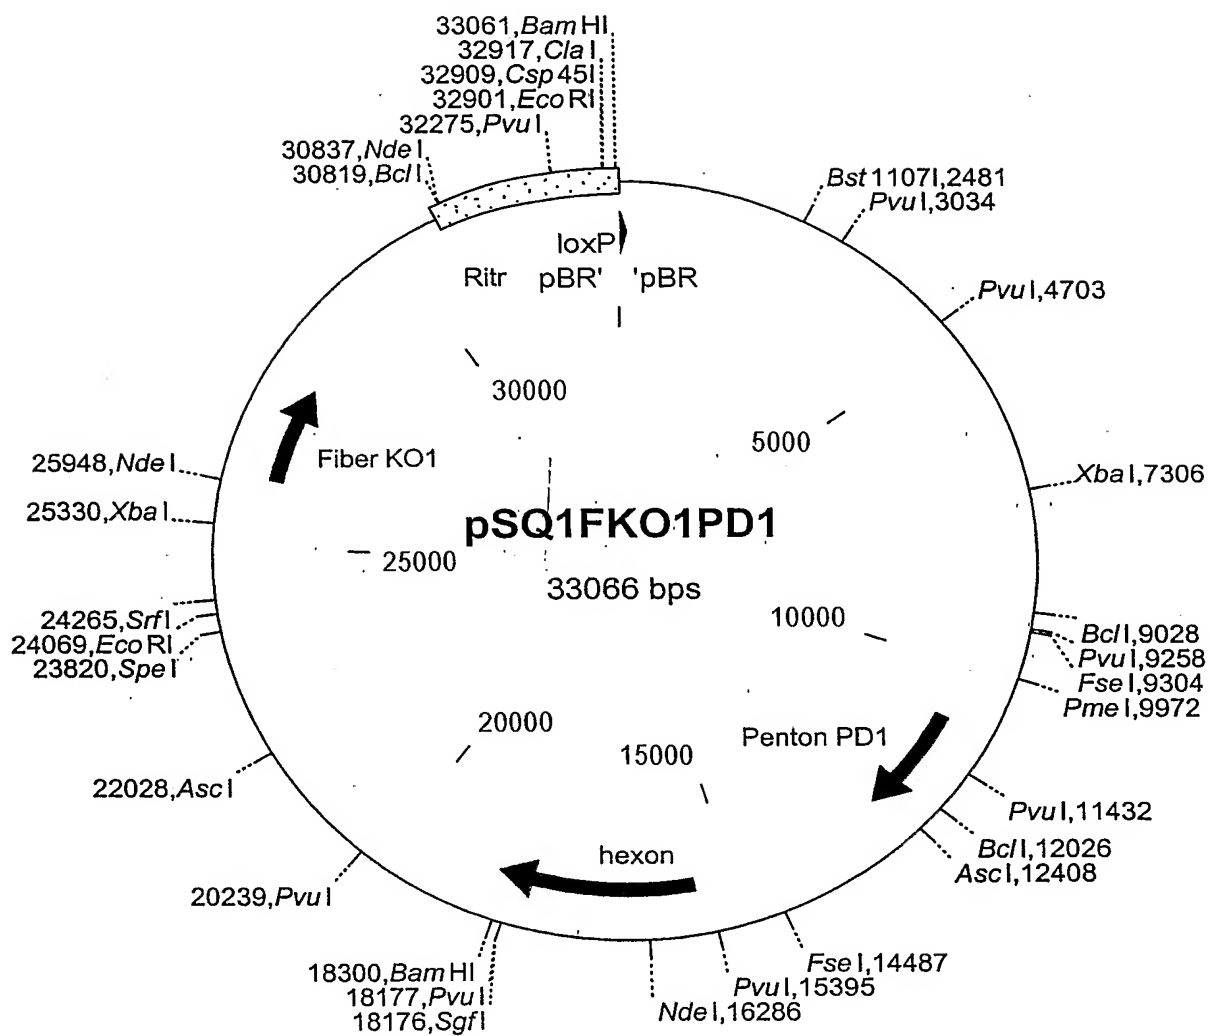 33061,BamHI
32917,ClaI
32909,Csp45I
32901,EcoRI
32275,PvuI
30837,NdeI
30819,BclI
Bst1107I,2481
PvuI,3034
PvuI,4703
loxP
Ritr pBR' 'pBR
30000
5000
25948,NdeI
Fiber KO1
XbaI,7306
25330,XbaI
pSQ1FKO1PD1
25000
33066 bps
10000
24265,SrfI
24069,EcoRI
23820,SpeI
BclI,9028
PvuI,9258
FseI,9304
PmeI,9972
20000
15000
Penton PD1
22028,AscI
PvuI,11432
BclI,12026
AscI,12408
hexon
20239,PvuI
18300,BamHI
18177,PvuI
18176,SgfI
FseI,14487
PvuI,15395
NdeI,16286